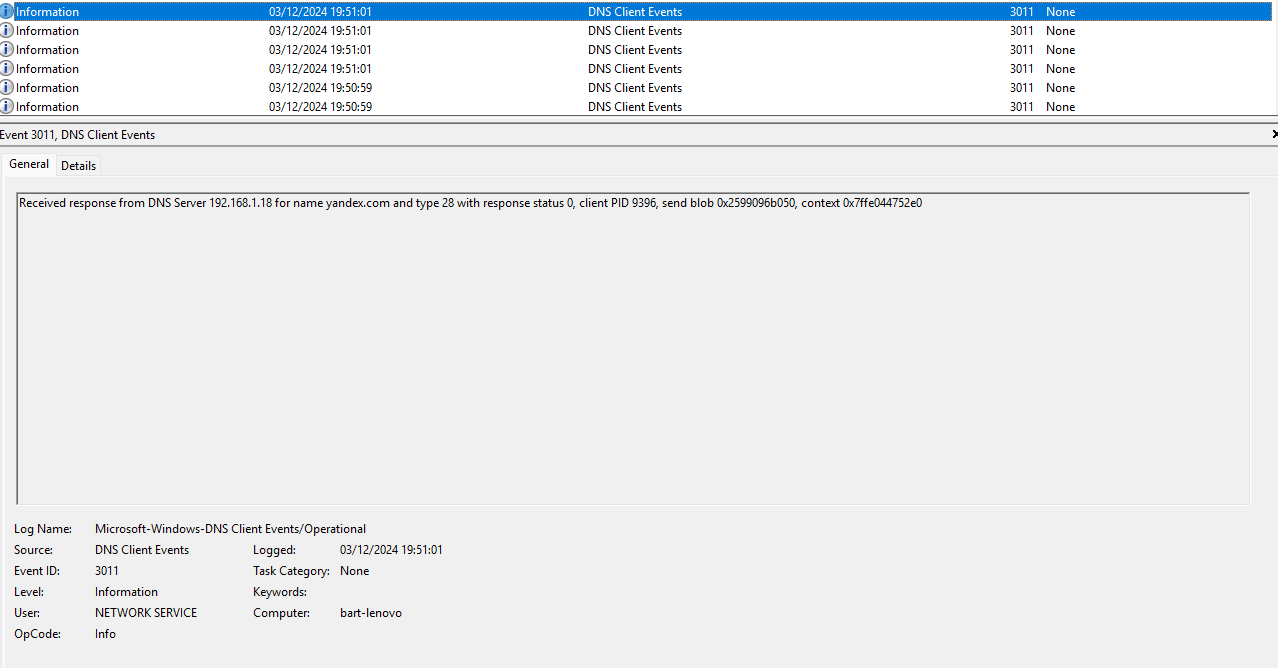 Information 03/12/2024 19:51:01 DNS Client Events 3011 None
Information 03/12/2024 19:51:01 DNS Client Events 3011 None
Information 03/12/2024 19:51:01 DNS Client Events 3011 None
Information 03/12/2024 19:51:01 DNS Client Events 3011 None
Information 03/12/2024 19:50:59 DNS Client Events 3011 None
Information 03/12/2024 19:50:59 DNS Client Events 3011 None
Event 3011, DNS Client Events
General Details
Received response from DNS Server 192.168.1.18 for name yandex.com and type 28 with response status 0, client PID 9396, send blob 0x2599096b050, context 0x7ffe044752e0
Log Name: Microsoft-Windows-DNS Client Events/Operational
Source: DNS Client Events Logged: 03/12/2024 19:51:01
Event ID: 3011 Task Category: None
Level: Information Keywords:
User: NETWORK SERVICE Computer: bart-lenovo
OpCode: Info